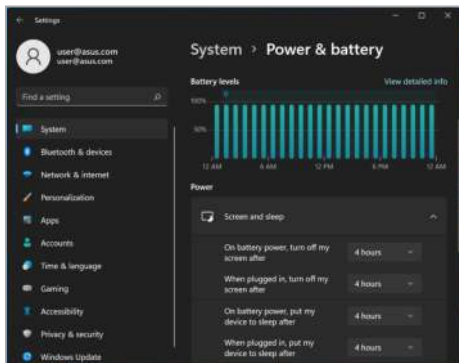 Settings
user@asus.com
user@asus.com
Find a setting
System
Bluetooth & devices
Network & internet
Personalization
Apps
Accounts
Time & language
Gaming
Accessibility
Privacy & security
Windows Update
System > Power & battery
Battery levels
View detailed info
100%
50%
12 AM 6 AM 12 PM 6 PM 12 AM
Power
Screen and sleep
On battery power, turn off my
screen after
4 hours
When plugged in, turn off my
screen after
4 hours
On battery power, put my
device to sleep after
4 hours
When plugged in, put my
device to sleep after
4 hours